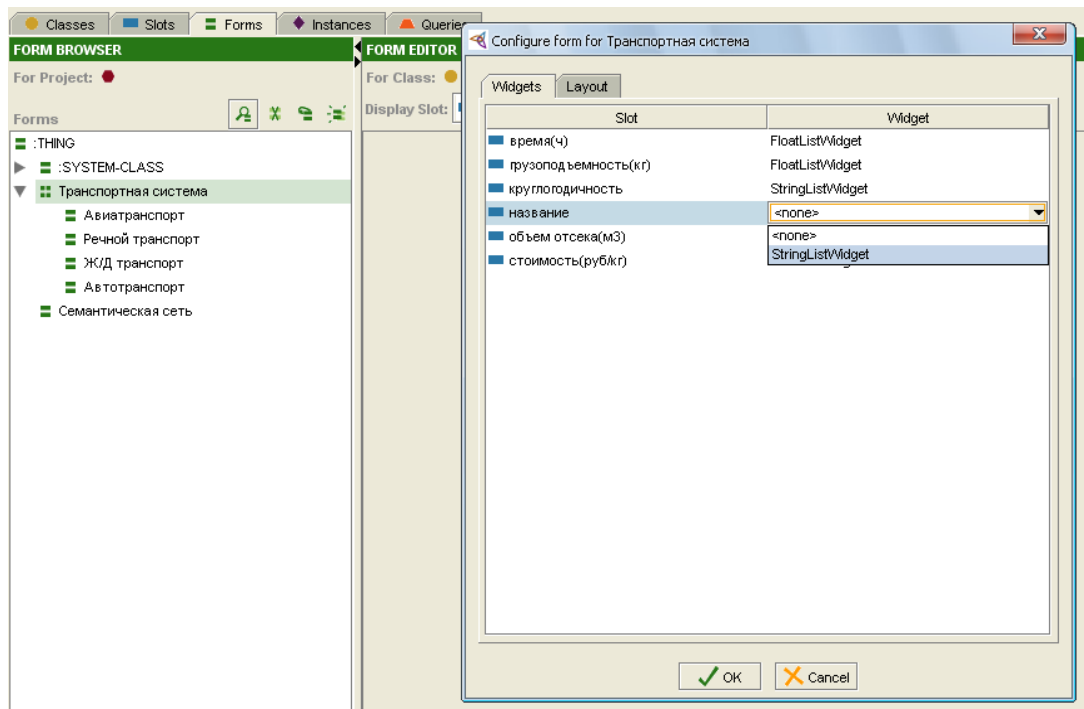 Classes Slots Forms Instances Queries
FORM BROWSER
For Project:
Forms
:THING
:SYSTEM-CLASS
Транспортная система
Авиатранспорт
Речной транспорт
Ж/Д транспорт
Автотранспорт
Семантическая сеть
FORM EDITOR
For Class:
Display Slot:
Configure form for Транспортная система
Widgets Layout
Slot Widget
время(ч) FloatListWidget
грузоподъемность(кг) FloatListWidget
круглогодичность StringListWidget
название <none>
объем отсека(м3) <none>
стоимость(руб/кг) StringListWidget
OK Cancel